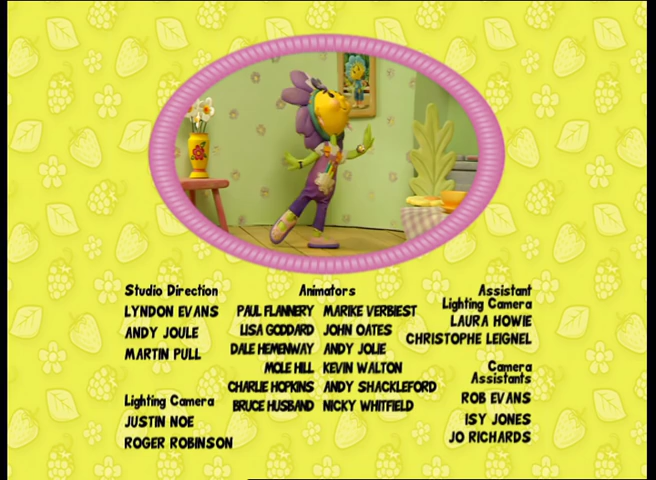 Studio Direction
LYNDON EVANS
ANDY JOULE
MARTIN PULL
Lighting Camera
JUSTIN NOE
ROGER ROBINSON
Animators
PAUL FLANNERY MARIKE VERBIEST
LISA GODDARD JOHN OATES
DALE HEMENWAY ANDY JOLIE
MOLE HILL KEVIN WALTON
CHARLIE HOPKINS ANDY SHACKLEFORD
BRUCE HUSBAND NICKY WHITFIELD
Assistant
Lighting Camera
LAURA HOWIE
CHRISTOPHE LEIGNEL
Camera
Assistants
ROB EVANS
ISY JONES
JO RICHARDS